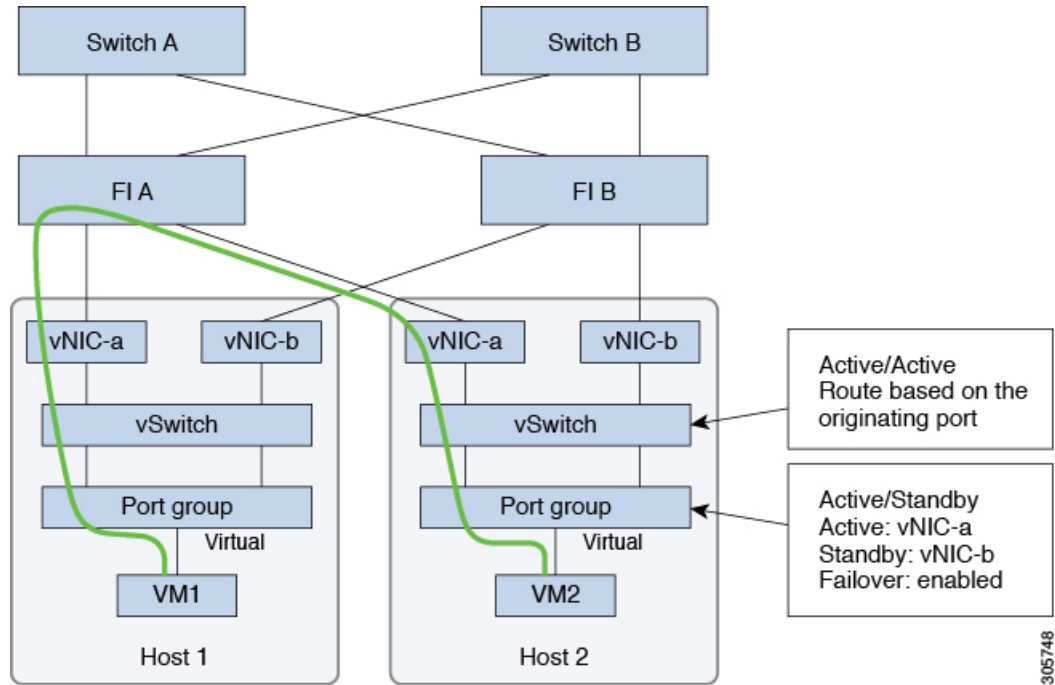 Switch A
Switch B
FI A
FI B
vNIC-a
vNIC-b
vNIC-a
vNIC-b
Active/Active
Route based on the
originating port
vSwitch
vSwitch
Port group
Port group
Active/Standby
Active: vNIC-a
Standby: vNIC-b
Failover: enabled
Virtual
Virtual
VM1
VM2
Host 1
Host 2
305748